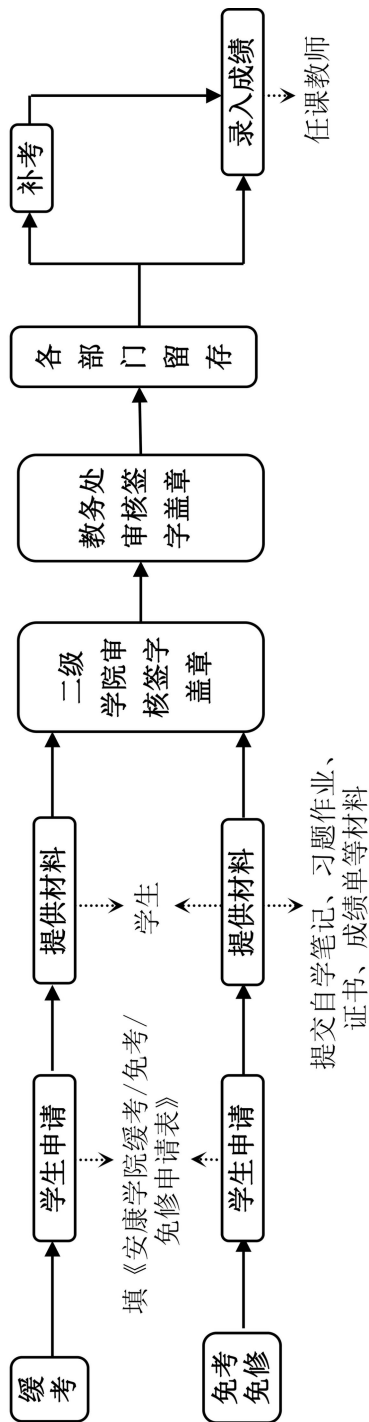 缓
考
学生申请
提供材料
填《安康学院缓考/免考/
免修申请表》
学生
免考
免修
学生申请
提供材料
提交自学笔记、习题作业、
证书、成绩单等材料
二级
学院审
核签字
盖章
教务处
审核签
字盖章
各
部
门
留
存
补考
录入成绩
任课教师